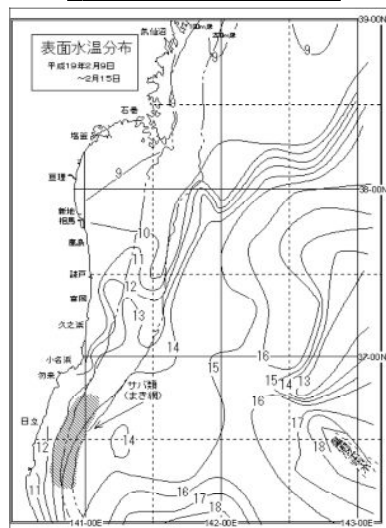 39-00N
気仙沼
表面水温分布
平成19年2月9日
～2月15日
9
9
9
石巻
塩釜
9
亘理
38-00N
新地
相馬
10
鹿島
11
請戸
12
富岡
13
久之浜
14
16
37-00N
小名浜
15
勿来
15
14
13
サバ類
(まき網)
16
17
日立
14
18
12
16
11
17
18
141-00E
142-00E
143-00E